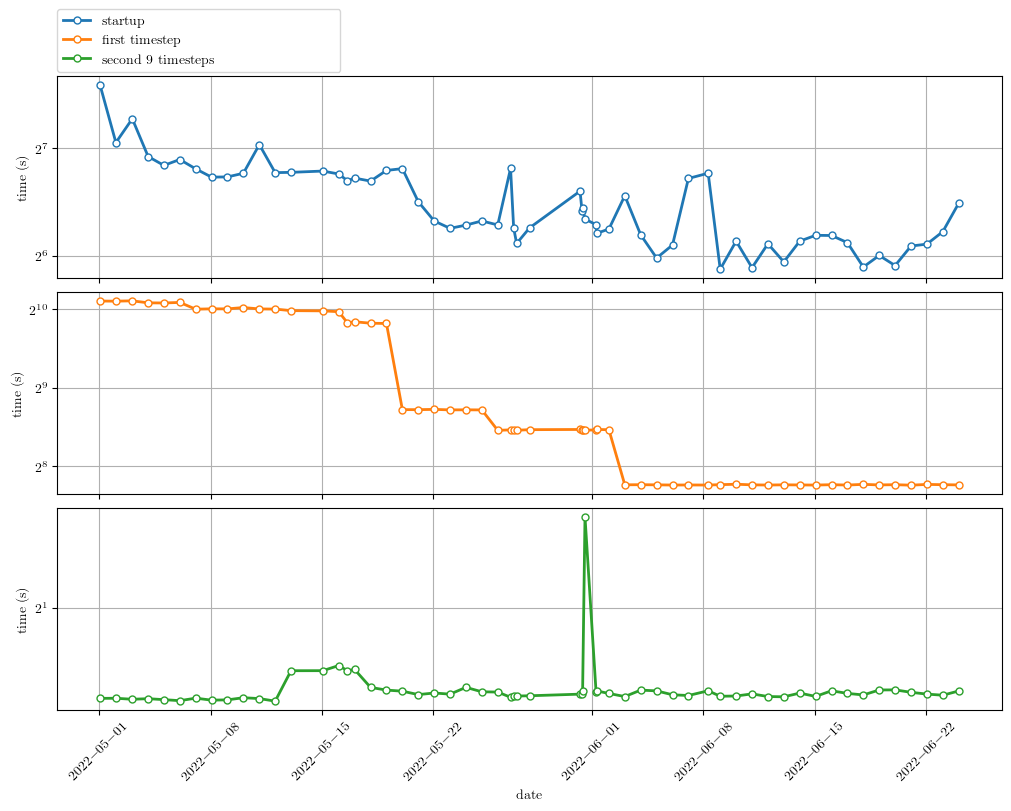 startup
first timestep
second 9 timesteps
time (s)
2^7
2^6
time (s)
2^10
2^9
2^8
time (s)
2^1
2022−05−01
2022−05−08
2022−05−15
2022−05−22
2022−06−01
2022−06−08
2022−06−15
2022−06−22
date